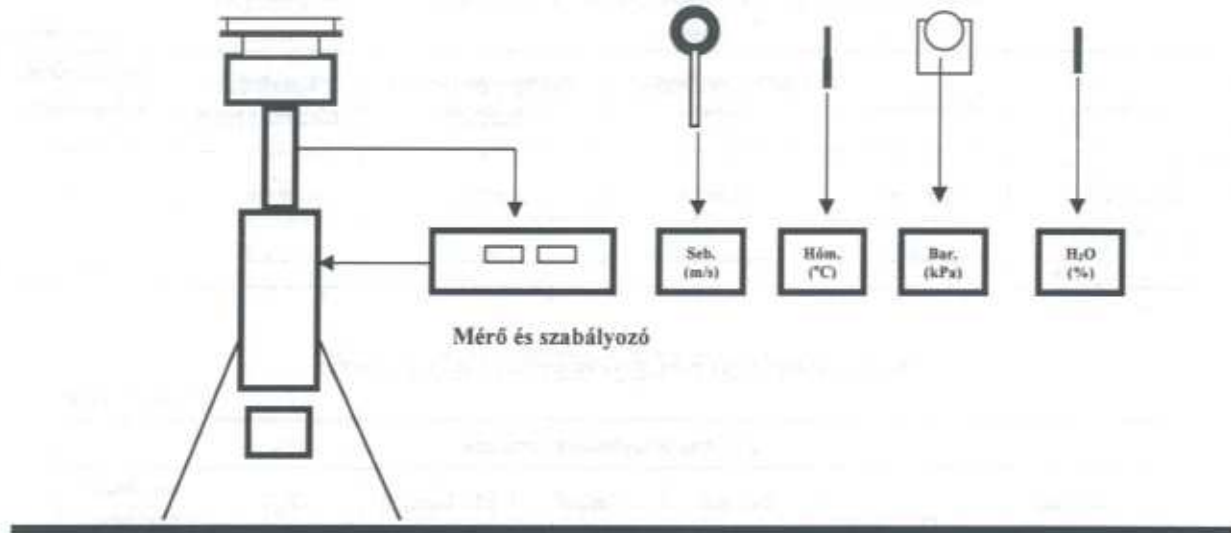 Seb.
(m/s)
Hőm.
(°C)
Bar.
(kPa)
H₂O
(%)
Mérő és szabályozó